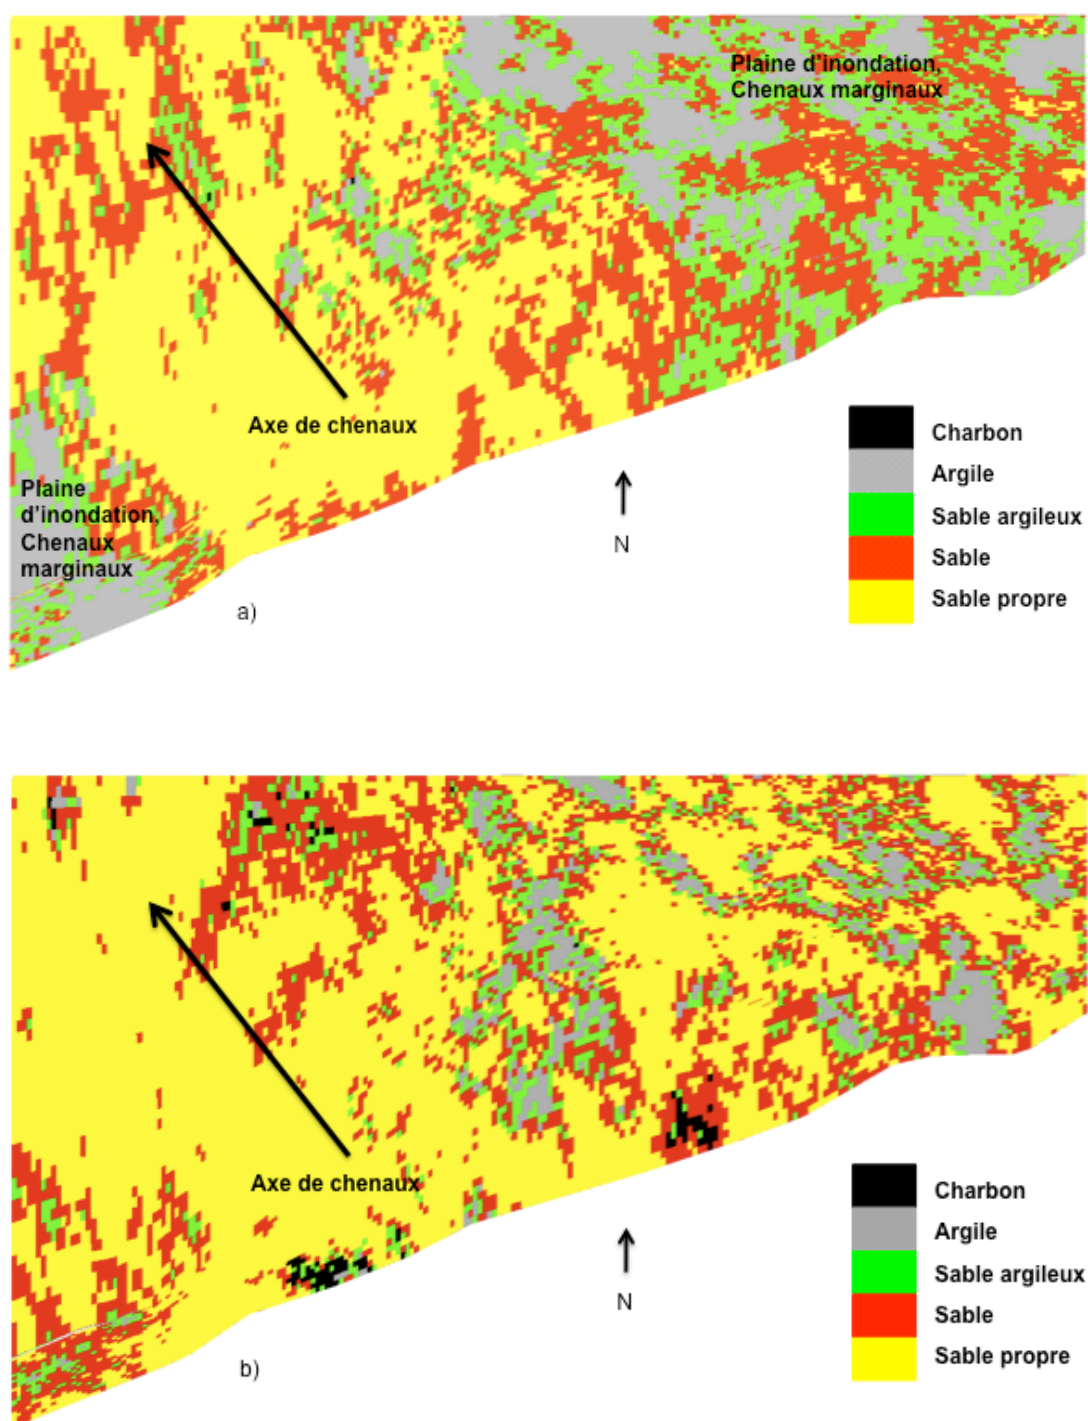 Plaine d'inondation,
Chenaux marginaux
Axe de chenaux
Plaine
d'inondation,
Chenaux
marginaux
N
a)
Charbon
Argile
Sable argileux
Sable
Sable propre
Axe de chenaux
N
b)
Charbon
Argile
Sable argileux
Sable
Sable propre